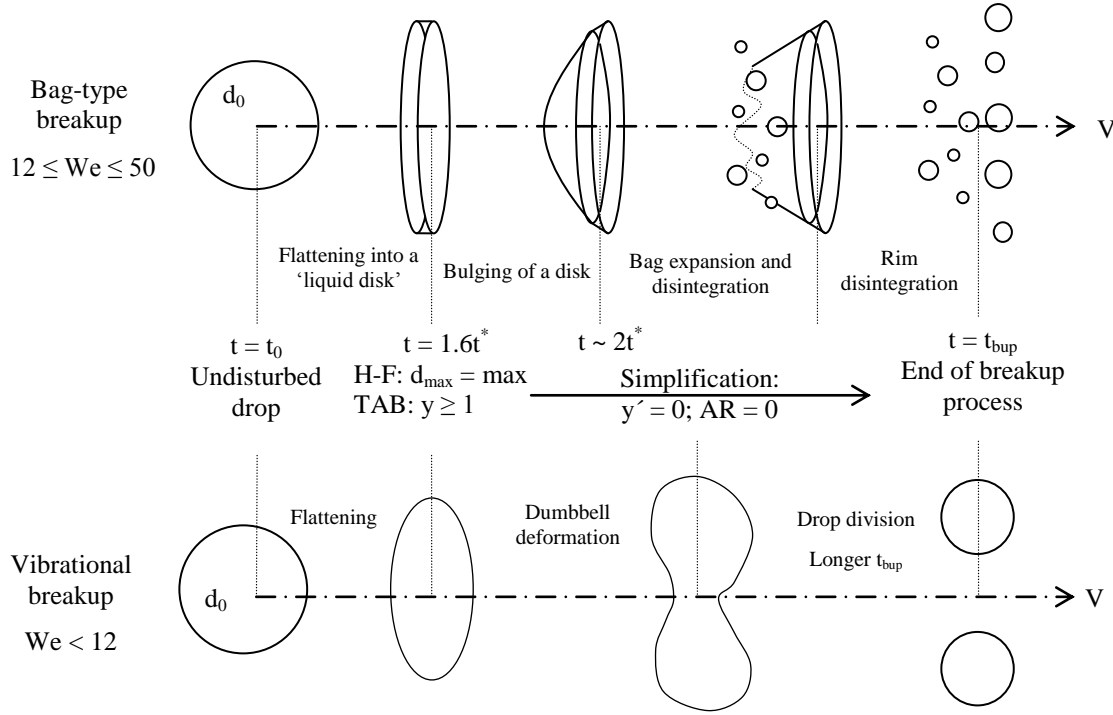 Bag-type
breakup
12 ≤ We ≤ 50
d₀
V
Flattening into a
‘liquid disk’
Bulging of a disk
Bag expansion and
disintegration
Rim
disintegration
t = t₀
Undisturbed
drop
t = 1.6t*
H-F: dₘₐₓ = max
TAB: y ≥ 1
t ~ 2t*
Simplification:
y´ = 0; AR = 0
t = t_bup
End of breakup
process
Vibrational
breakup
We < 12
d₀
Flattening
Dumbbell
deformation
Drop division
Longer t_bup
V